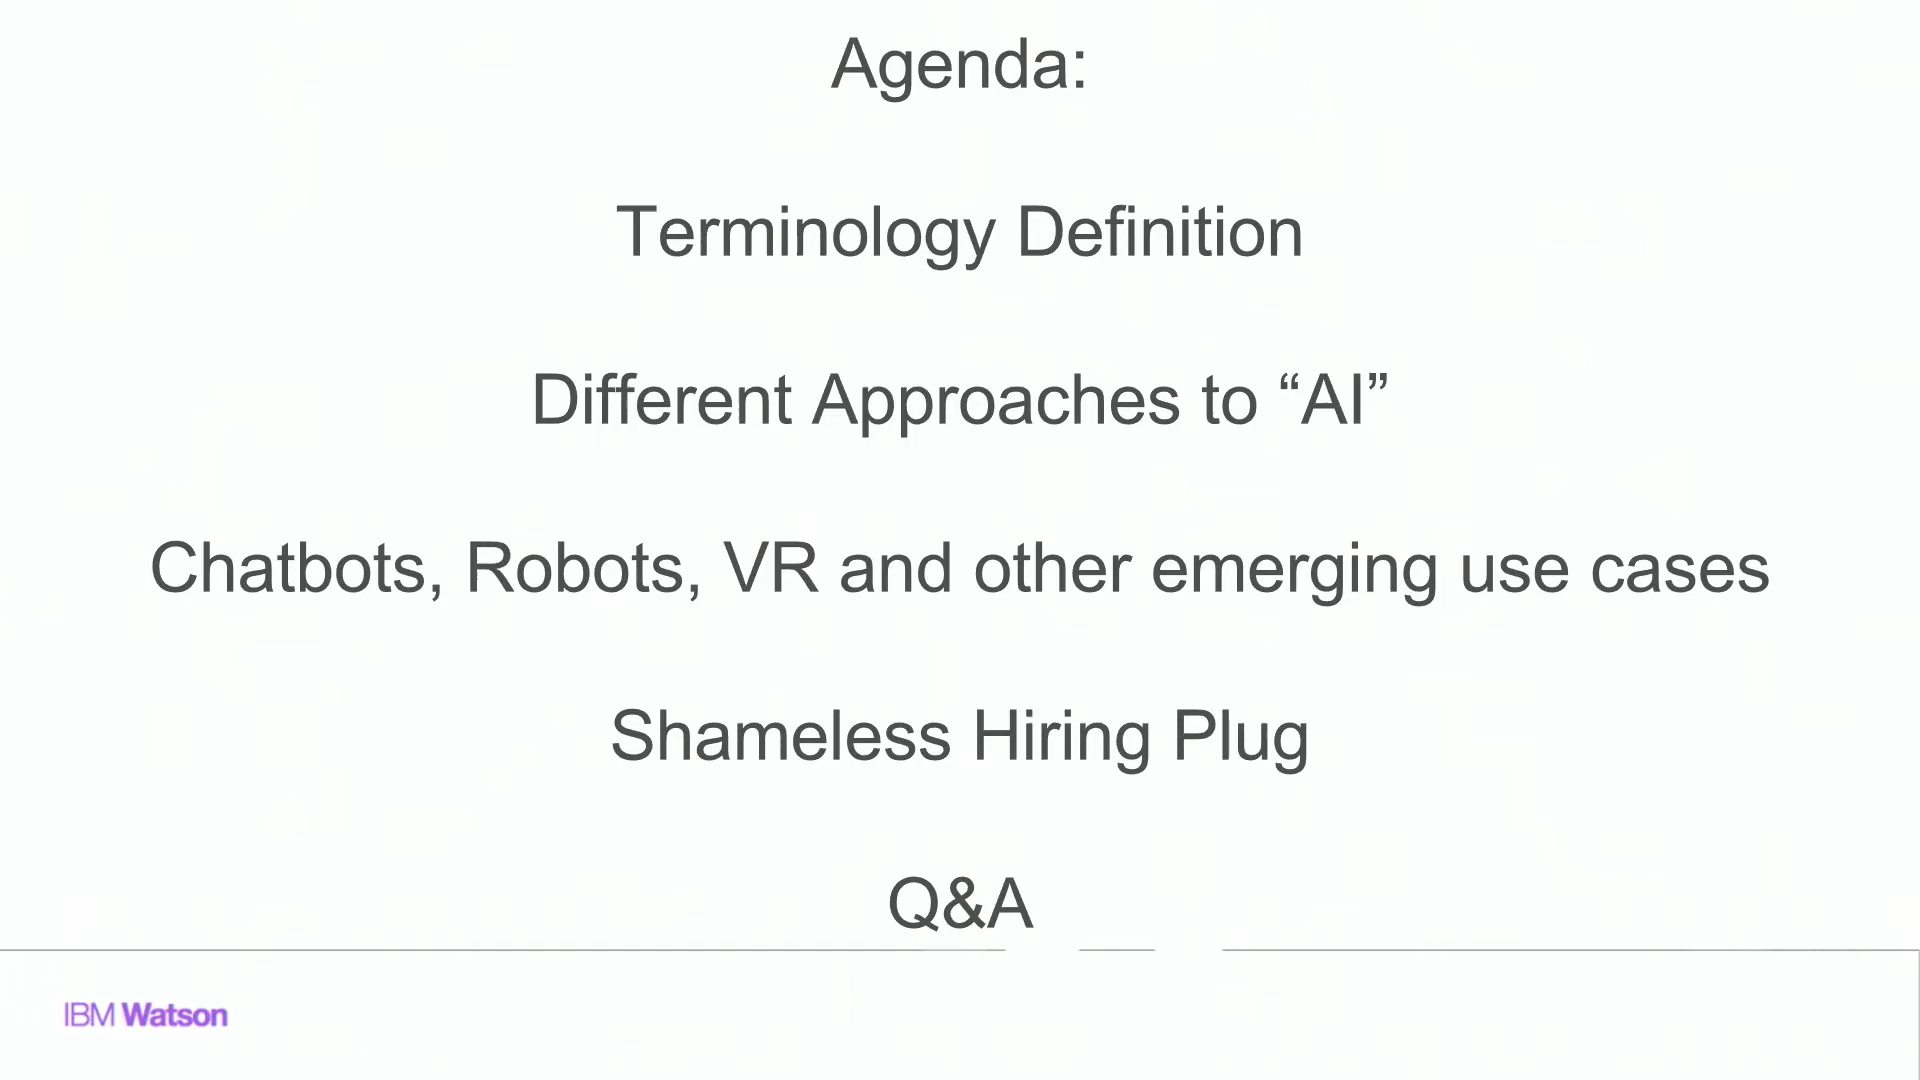 Agenda:
Terminology Definition
Different Approaches to “AI”
Chatbots, Robots, VR and other emerging use cases
Shameless Hiring Plug
Q&A
IBM Watson